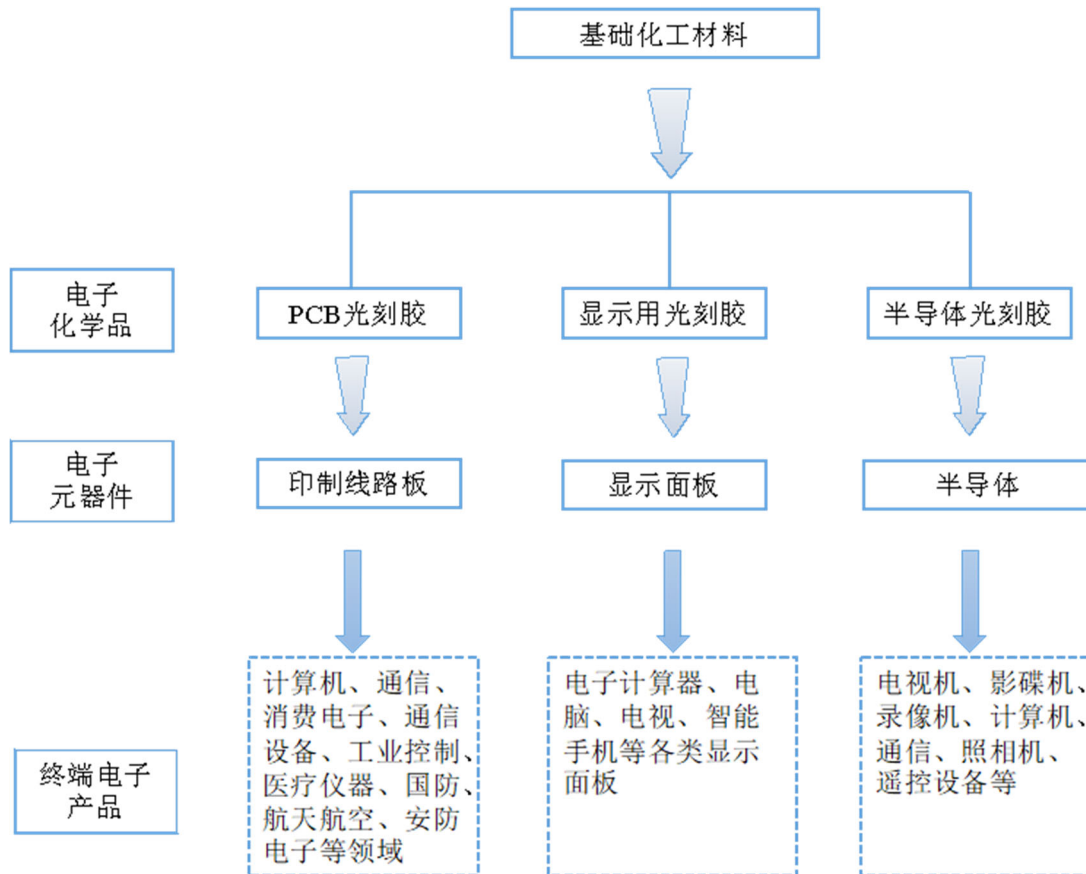 基础化工材料
电子
化学品
PCB光刻胶
显示用光刻胶
半导体光刻胶
电子
元器件
印制线路板
显示面板
半导体
终端电子
产品
计算机、通信、
消费电子、通信
设备、工业控制、
医疗仪器、国防、
航天航空、安防
电子等领域
电子计算器、电
脑、电视、智能
手机等各类显示
面板
电视机、影碟机、
录像机、计算机、
通信、照相机、
遥控设备等